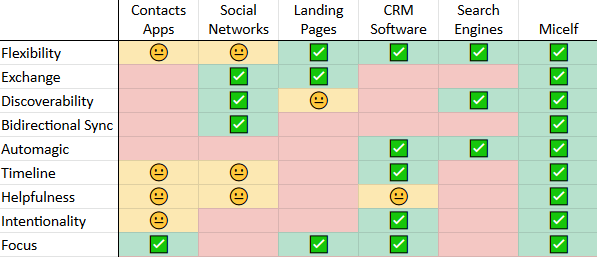 Contacts Social Landing CRM Search
Apps Networks Pages Software Engines Micelf
Flexibility
Exchange
Discoverability
Bidirectional Sync
Automagic
Timeline
Helpfulness
Intentionality
Focus